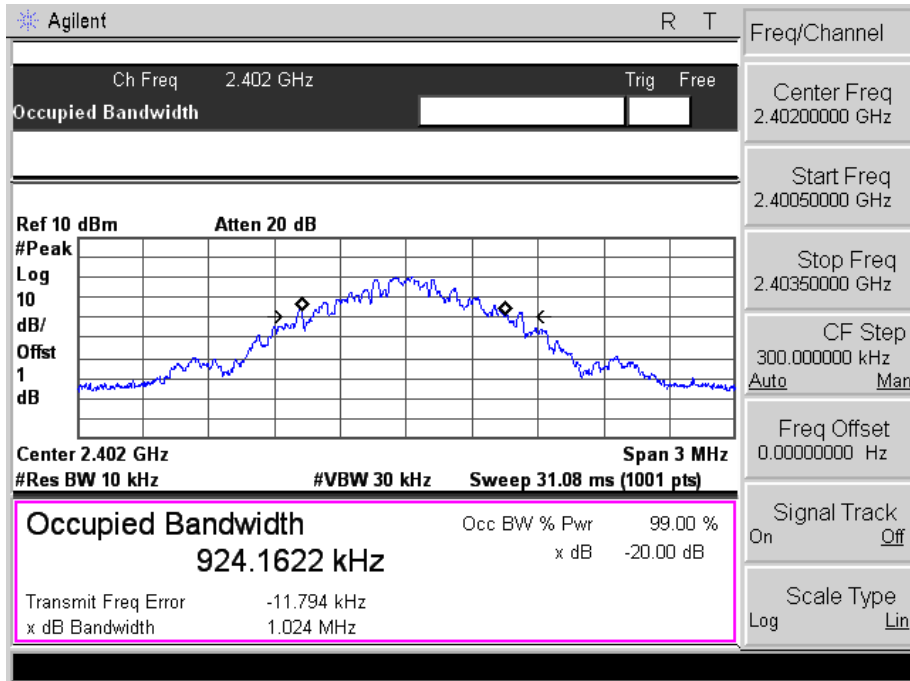 Agilent R T
Ch Freq 2.402 GHz Trig Free
Occupied Bandwidth
Ref 10 dBm Atten 20 dB
#Peak
Log
10
dB/
Offst
1
dB
Center 2.402 GHz Span 3 MHz
#Res BW 10 kHz #VBW 30 kHz Sweep 31.08 ms (1001 pts)
Occupied Bandwidth Occ BW % Pwr 99.00 %
924.1622 kHz x dB -20.00 dB
Transmit Freq Error -11.794 kHz
x dB Bandwidth 1.024 MHz
Freq/Channel
Center Freq
2.40200000 GHz
Start Freq
2.40050000 GHz
Stop Freq
2.40350000 GHz
CF Step
300.000000 kHz
Auto Man
Freq Offset
0.00000000 Hz
Signal Track
On Off
Scale Type
Log Lin